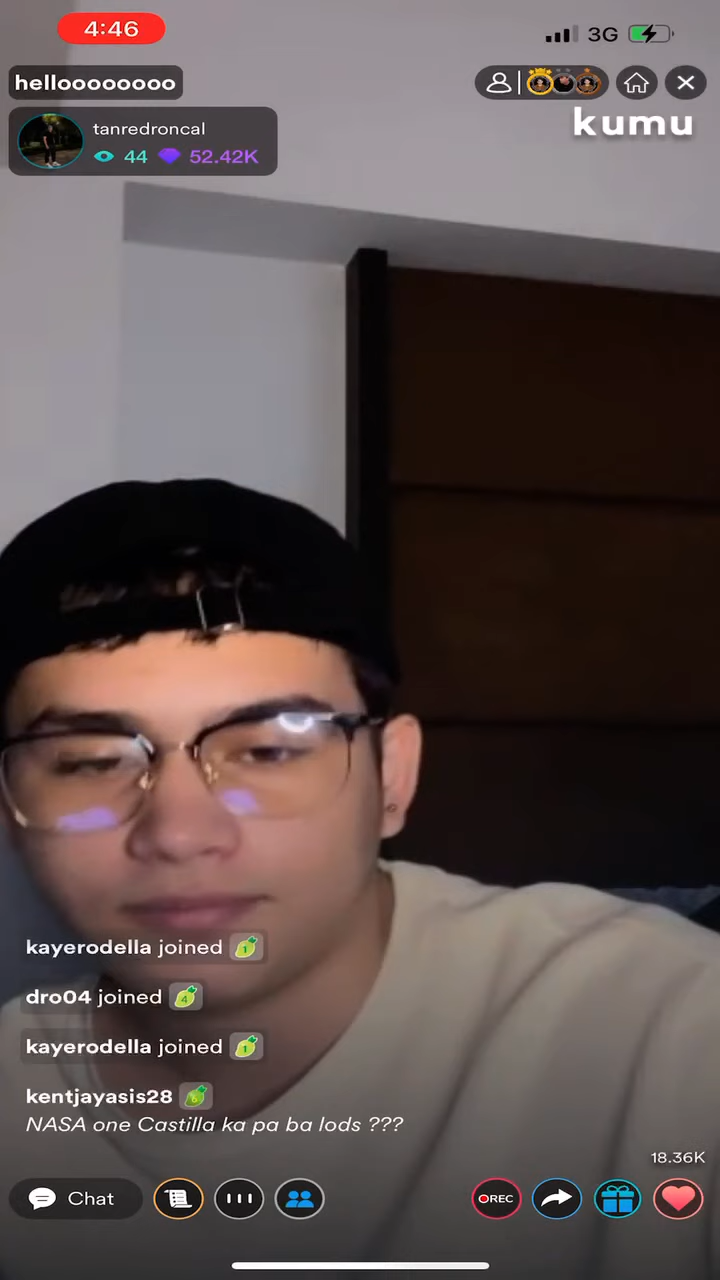 4:46
3G
helloooooooo
kumu
tanredroncal
44 52.42K
kayerodella joined 1
dro04 joined 4
kayerodella joined 1
kentjayasis28
NASA one Castilla ka pa ba lods ???
18.36K
Chat
REC